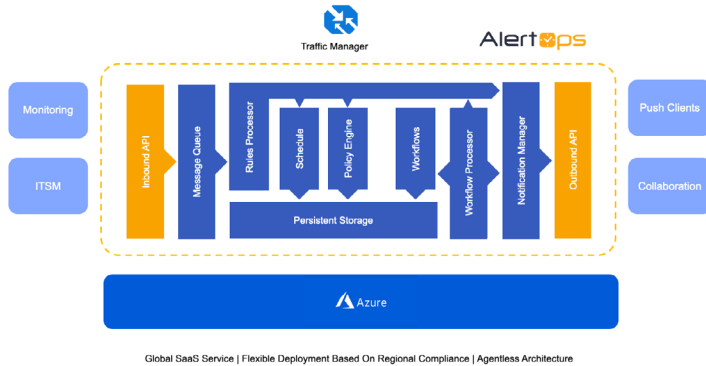 Traffic Manager
AlertOps
Monitoring
ITSM
Inbound API
Message Queue
Rules Processor
Schedule
Policy Engine
Workflows
Workflow Processor
Notification Manager
Outbound API
Persistent Storage
Push Clients
Collaboration
Azure
Global SaaS Service | Flexible Deployment Based On Regional Compliance | Agentless Architecture